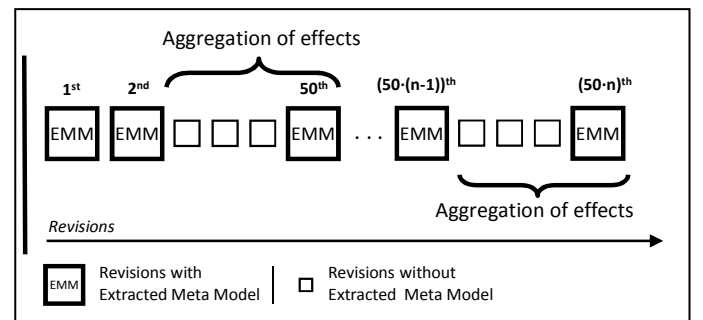 Aggregation of effects
1st 2nd 50th (50·(n-1))th (50·n)th
EMM EMM EMM . . . EMM EMM
Aggregation of effects
Revisions
EMM Revisions with Extracted Meta Model
Revisions without Extracted Meta Model